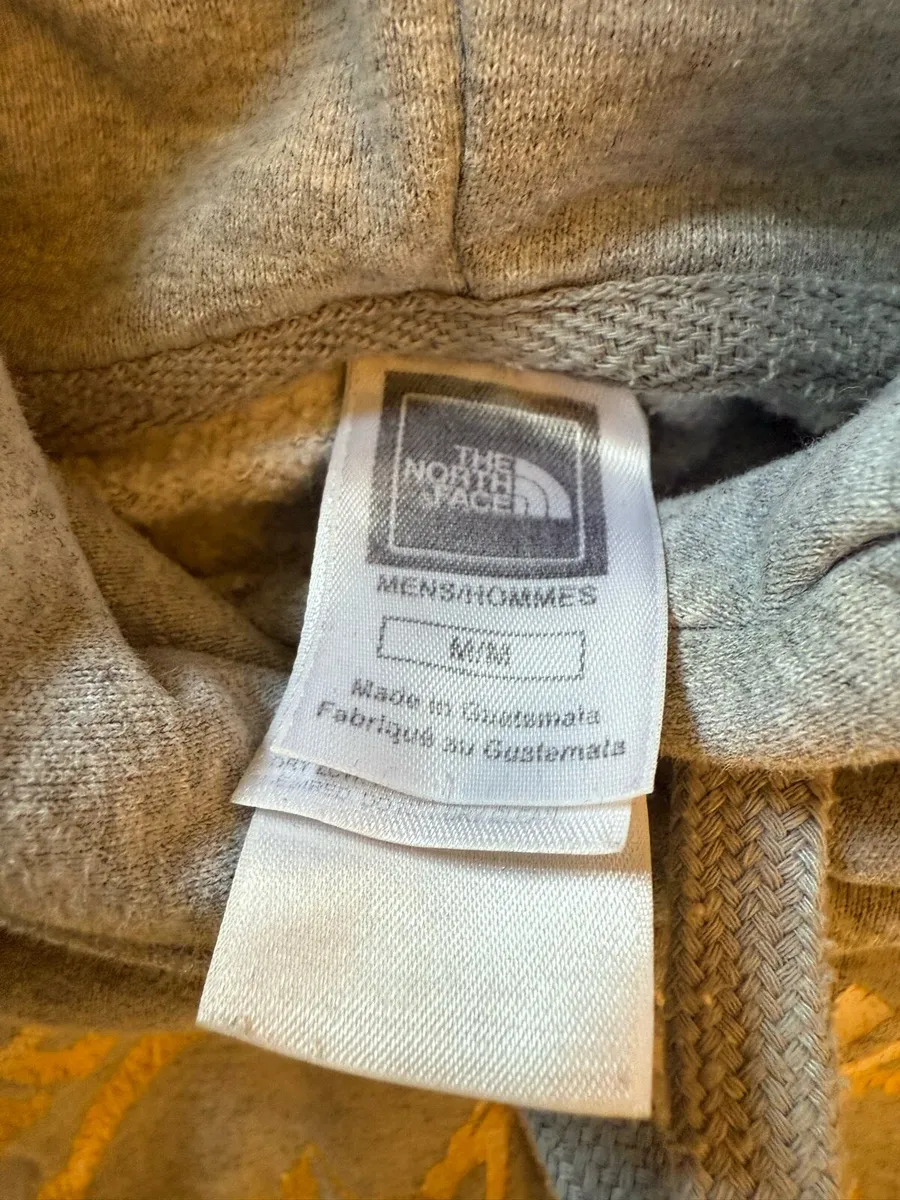 THE
NORTH
FACE
MENS/HOMMES
M/M
Made in Guatemala
Fabriqué au Guatemala